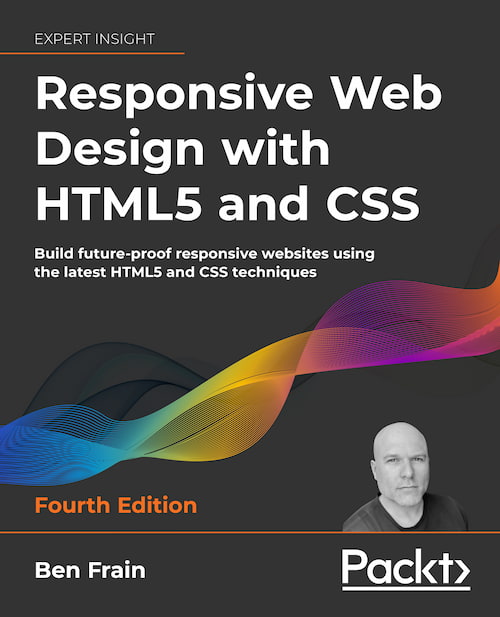 EXPERT INSIGHT
Responsive Web
Design with
HTML5 and CSS
Build future-proof responsive websites using
the latest HTML5 and CSS techniques
Fourth Edition
Ben Frain
Packt>